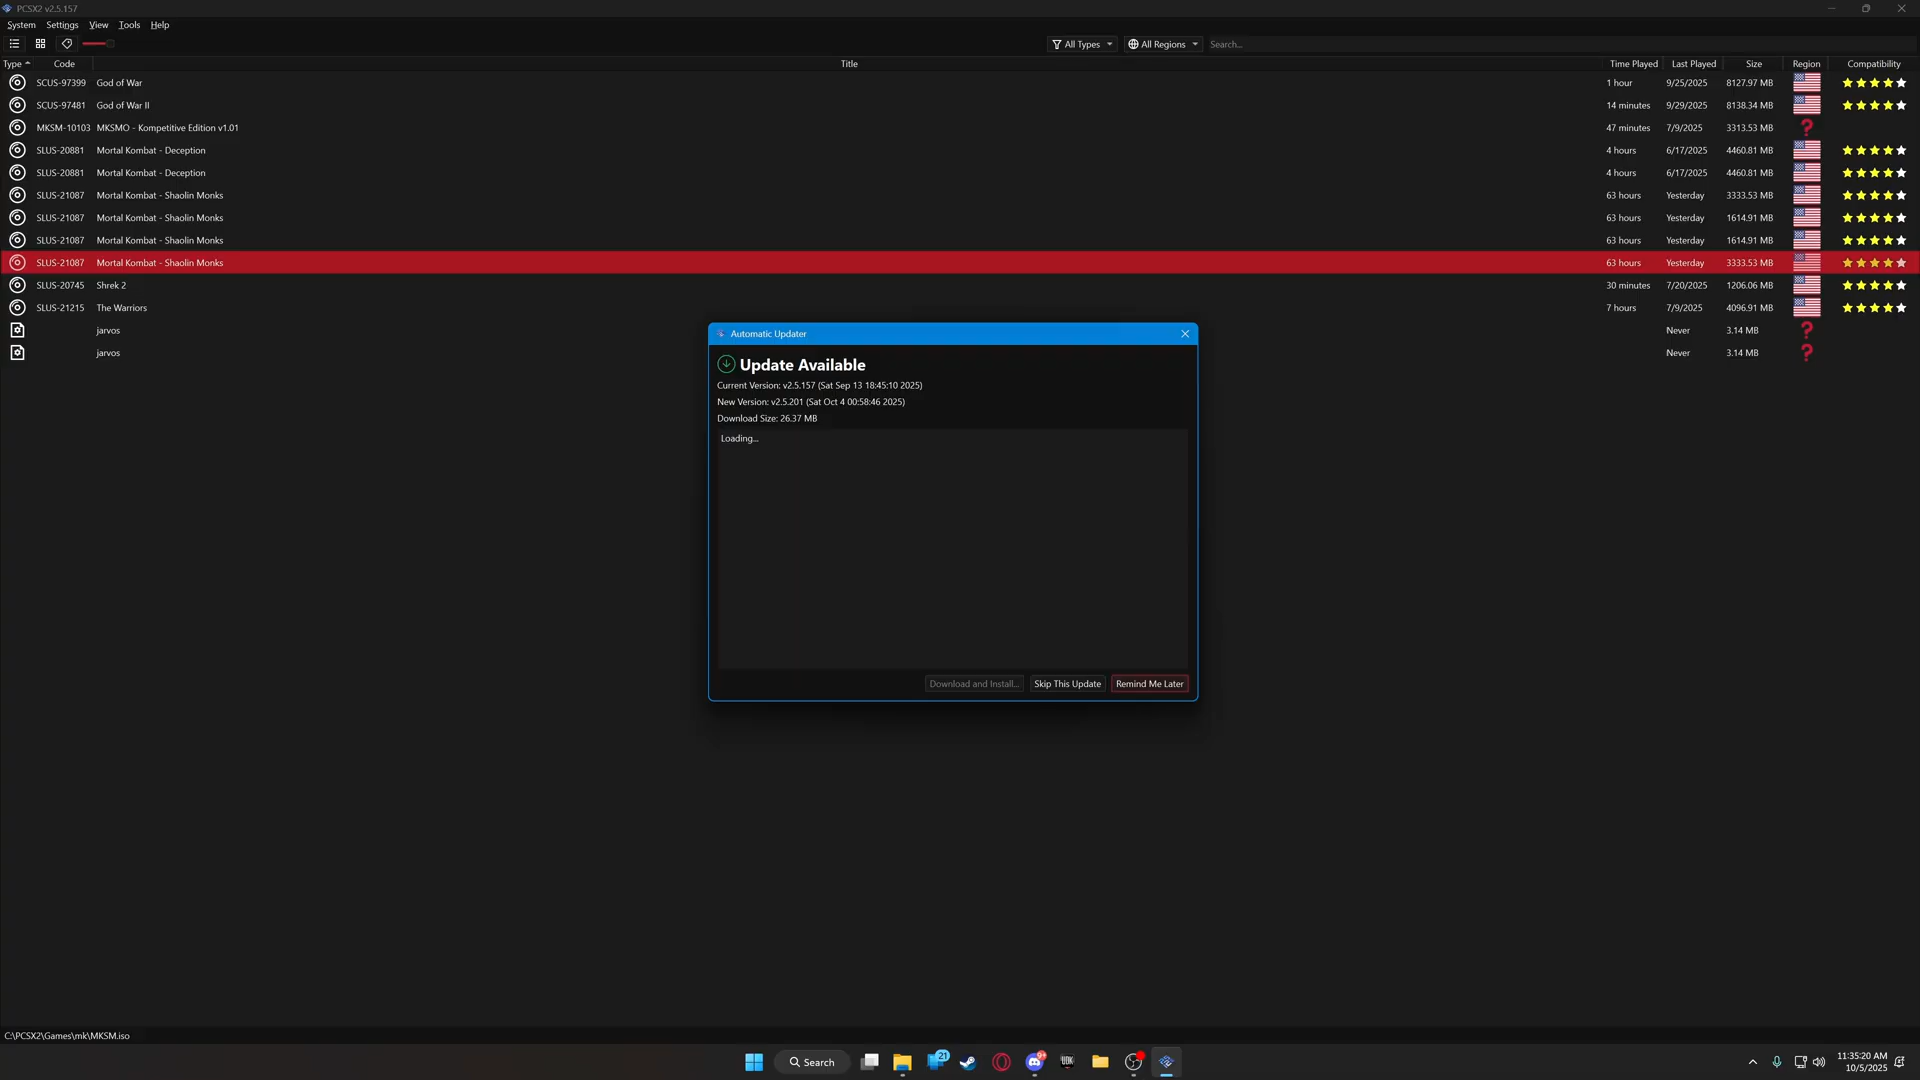 PCSX2 v2.5.157
System Settings View Tools Help
All Types All Regions Search...
Type Code Title Time Played Last Played Size Region Compatibility
SCUS-97399 God of War 1 hour 9/25/2025 8127.97 MB
SCUS-97481 God of War II 14 minutes 9/29/2025 8138.34 MB
MKSM-10103 MKSMO - Kompetitive Edition v1.01 47 minutes 7/9/2025 3313.53 MB
SLUS-20881 Mortal Kombat - Deception 4 hours 6/17/2025 4460.81 MB
SLUS-20881 Mortal Kombat - Deception 4 hours 6/17/2025 4460.81 MB
SLUS-21087 Mortal Kombat - Shaolin Monks 63 hours Yesterday 3333.53 MB
SLUS-21087 Mortal Kombat - Shaolin Monks 63 hours Yesterday 1614.91 MB
SLUS-21087 Mortal Kombat - Shaolin Monks 63 hours Yesterday 1614.91 MB
SLUS-21087 Mortal Kombat - Shaolin Monks 63 hours Yesterday 3333.53 MB
SLUS-20745 Shrek 2 30 minutes 7/20/2025 1206.06 MB
SLUS-21215 The Warriors 7 hours 7/9/2025 4096.91 MB
jarvos Never 3.14 MB
jarvos Never 3.14 MB
Automatic Updater
Update Available
Current Version: v2.5.157 (Sat Sep 13 18:45:10 2025)
New Version: v2.5.201 (Sat Oct 4 00:58:46 2025)
Download Size: 26.37 MB
Loading...
Download and Install... Skip This Update Remind Me Later
C:\PCSX2\Games\mk\MKSM.iso
Search 21 9+ UDK 11:35:20 AM
10/5/2025